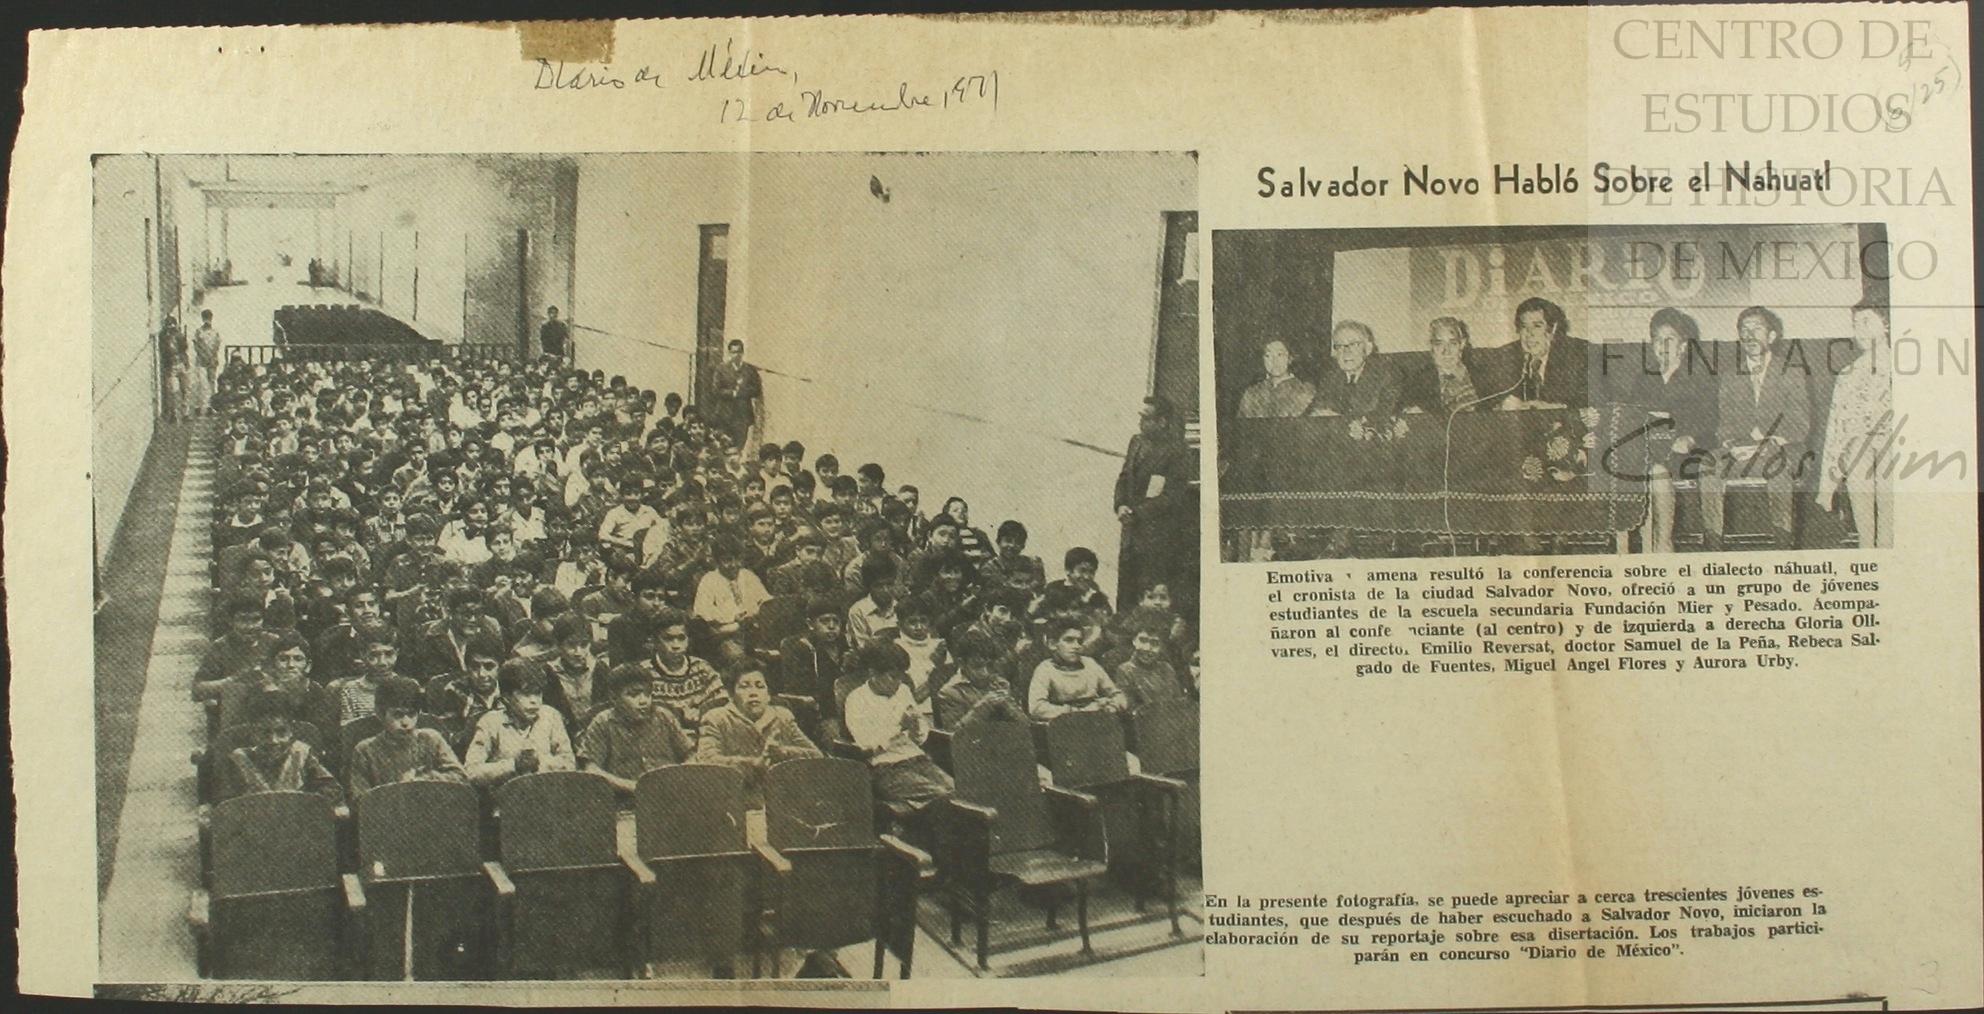 Diario de México,
12 de Noviembre, 1971
CENTRO DE
ESTUDIOS
DE HISTORIA
DE MEXICO
FUNDACIÓN
Carlos Slim
Salvador Novo Habló Sobre el Náhuatl
DiARIO
Emotiva y amena resultó la conferencia sobre el dialecto náhuatl, que
el cronista de la ciudad Salvador Novo, ofreció a un grupo de jóvenes
estudiantes de la escuela secundaria Fundación Mier y Pesado. Acompa-
ñaron al confe nciante (al centro) y de izquierda a derecha Gloria Oli-
vares, el directo. Emilio Reversat, doctor Samuel de la Peña, Rebeca Sal-
gado de Fuentes, Miguel Angel Flores y Aurora Urby.
En la presente fotografía, se puede apreciar a cerca trescientes jóvenes es-
tudiantes, que después de haber escuchado a Salvador Novo, iniciaron la
elaboración de su reportaje sobre esa disertación. Los trabajos partici-
parán en concurso "Diario de México".
3